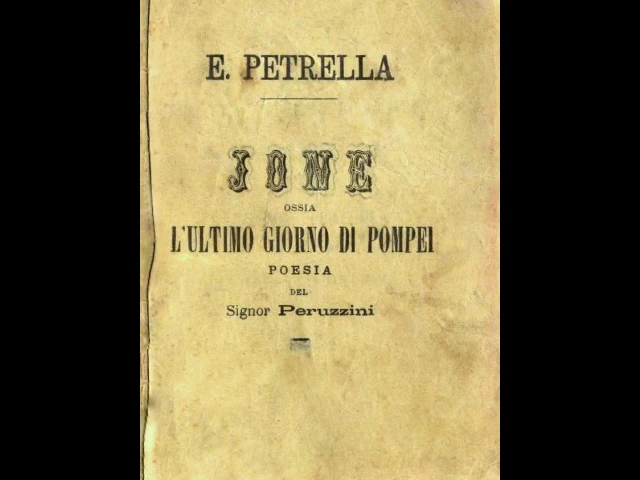 E. PETRELLA
JONE
OSSIA
L'ULTIMO GIORNO DI POMPEI
POESIA
DEL
Signor Peruzzini